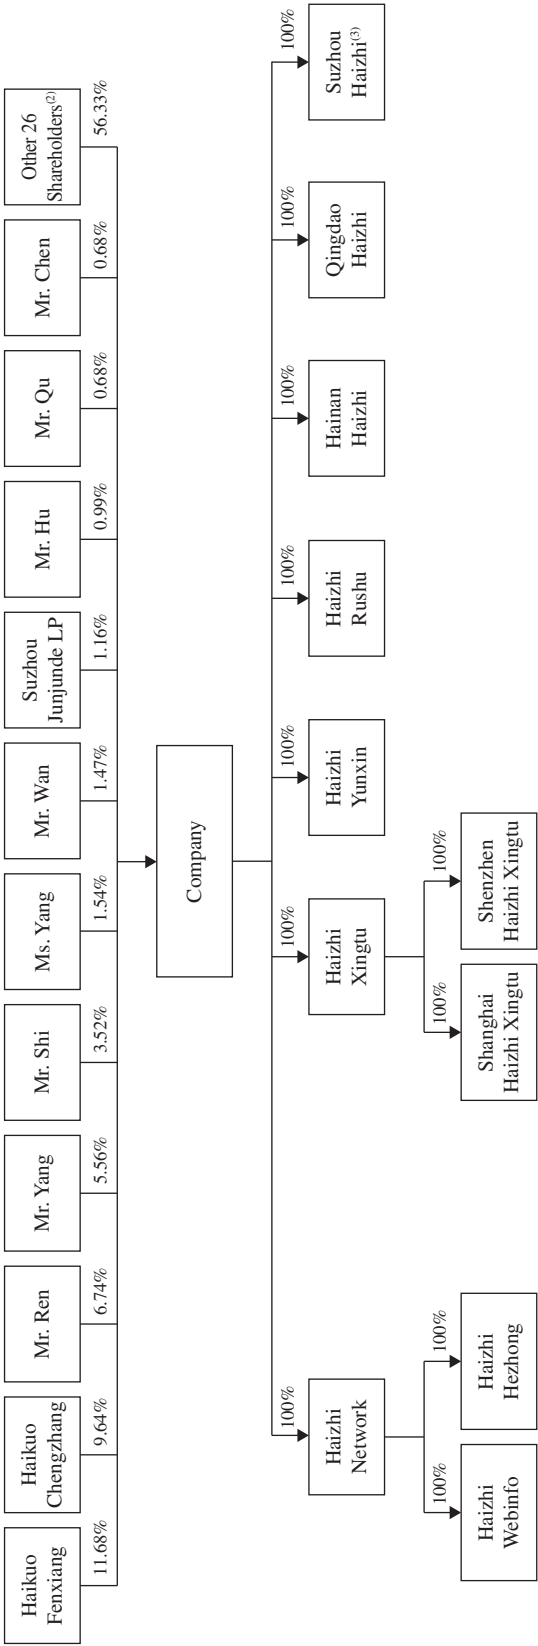 Haikuo
Fenxiang
Haikuo
Chengzhang
Mr. Ren
Mr. Yang
Mr. Shi
Ms. Yang
Mr. Wan
Suzhou
Junjunde LP
Mr. Hu
Mr. Qu
Mr. Chen
Other 26
Shareholders(2)
11.68%
9.64%
6.74%
5.56%
3.52%
1.54%
1.47%
1.16%
0.99%
0.68%
0.68%
56.33%
Company
100%
100%
100%
100%
100%
100%
100%
Haizhi
Network
Haizhi
Xingtu
Haizhi
Yunxin
Haizhi
Rushu
Hainan
Haizhi
Qingdao
Haizhi
Suzhou
Haizhi(3)
100%
100%
100%
100%
Haizhi
Webinfo
Haizhi
Hezhong
Shanghai
Haizhi Xingtu
Shenzhen
Haizhi Xingtu